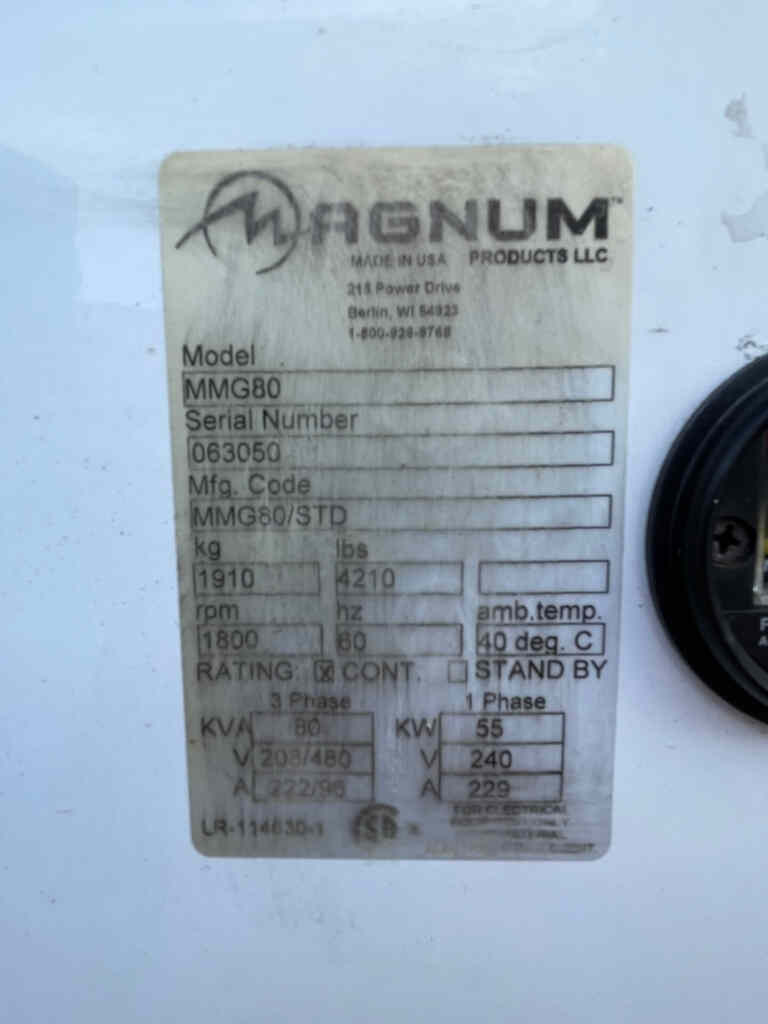 MAGNUM™
MADE IN USA PRODUCTS LLC
215 Power Drive
Berlin, WI 54923
1-800-926-9768
Model
MMG80
Serial Number
063050
Mfg. Code
MMG80/STD
kg lbs
1910 4210
rpm hz amb.temp.
1800 60 40 deg. C
RATING: X CONT. STAND BY
3 Phase 1 Phase
KVA 80 KW 55
V 208/480 V 240
A 222/96 A 229
LR-114630-1
FOR ELECTRICAL
ONLY